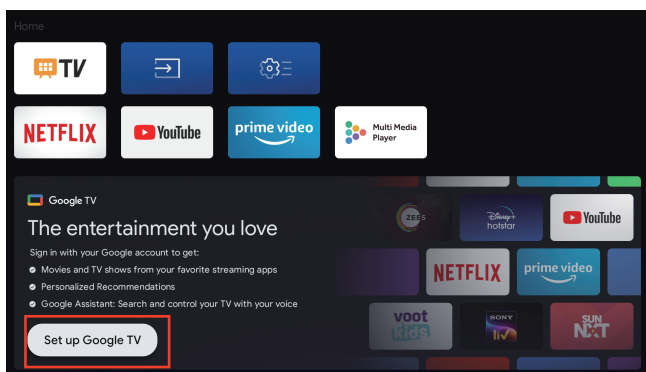 Home
TV
NETFLIX
YouTube
prime video
Multi Media
Player
Google TV
The entertainment you love
Sign in with your Google account to get:
Movies and TV shows from your favorite streaming apps
Personalized Recommendations
Google Assistant: Search and control your TV with your voice
Set up Google TV
ZEE5
Disney+
hotstar
YouTube
NETFLIX
prime video
voot
kids
SONY
liv
SUN
NXT